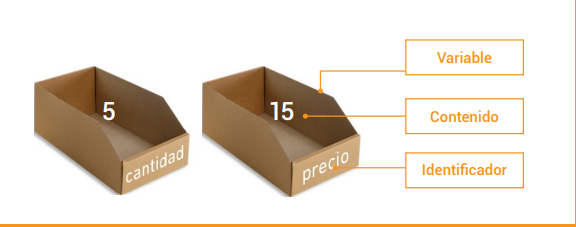 5
cantidad
15
precio
Variable
Contenido
Identificador